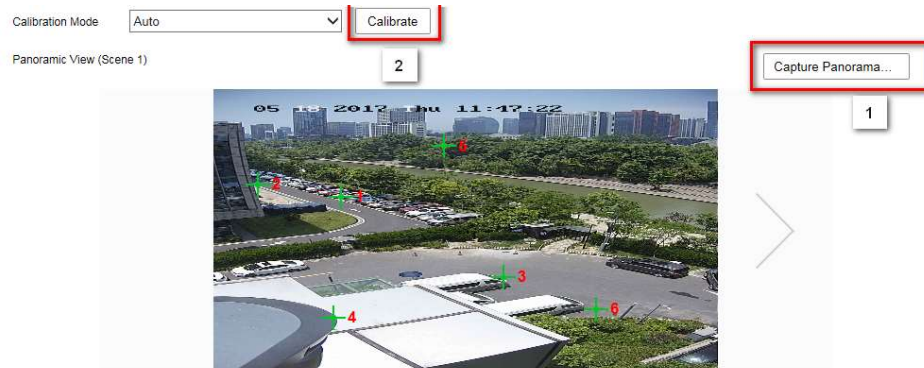 Calibration Mode Auto Calibrate
Panoramic View (Scene 1)
2
Capture Panorama...
1
05 18 2017 Thu 11:47:22
6
2
1
3
6
4